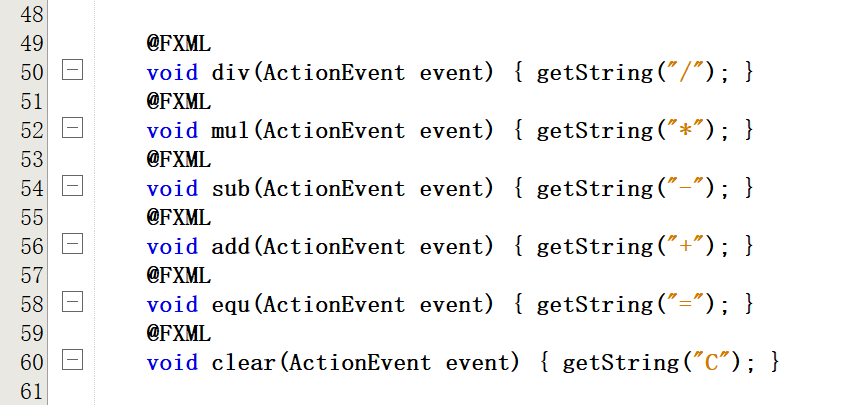 48
49 @FXML
50 void div(ActionEvent event) { getString("/"); }
51 @FXML
52 void mul(ActionEvent event) { getString("*"); }
53 @FXML
54 void sub(ActionEvent event) { getString("-"); }
55 @FXML
56 void add(ActionEvent event) { getString("+"); }
57 @FXML
58 void equ(ActionEvent event) { getString("="); }
59 @FXML
60 void clear(ActionEvent event) { getString("C"); }
61